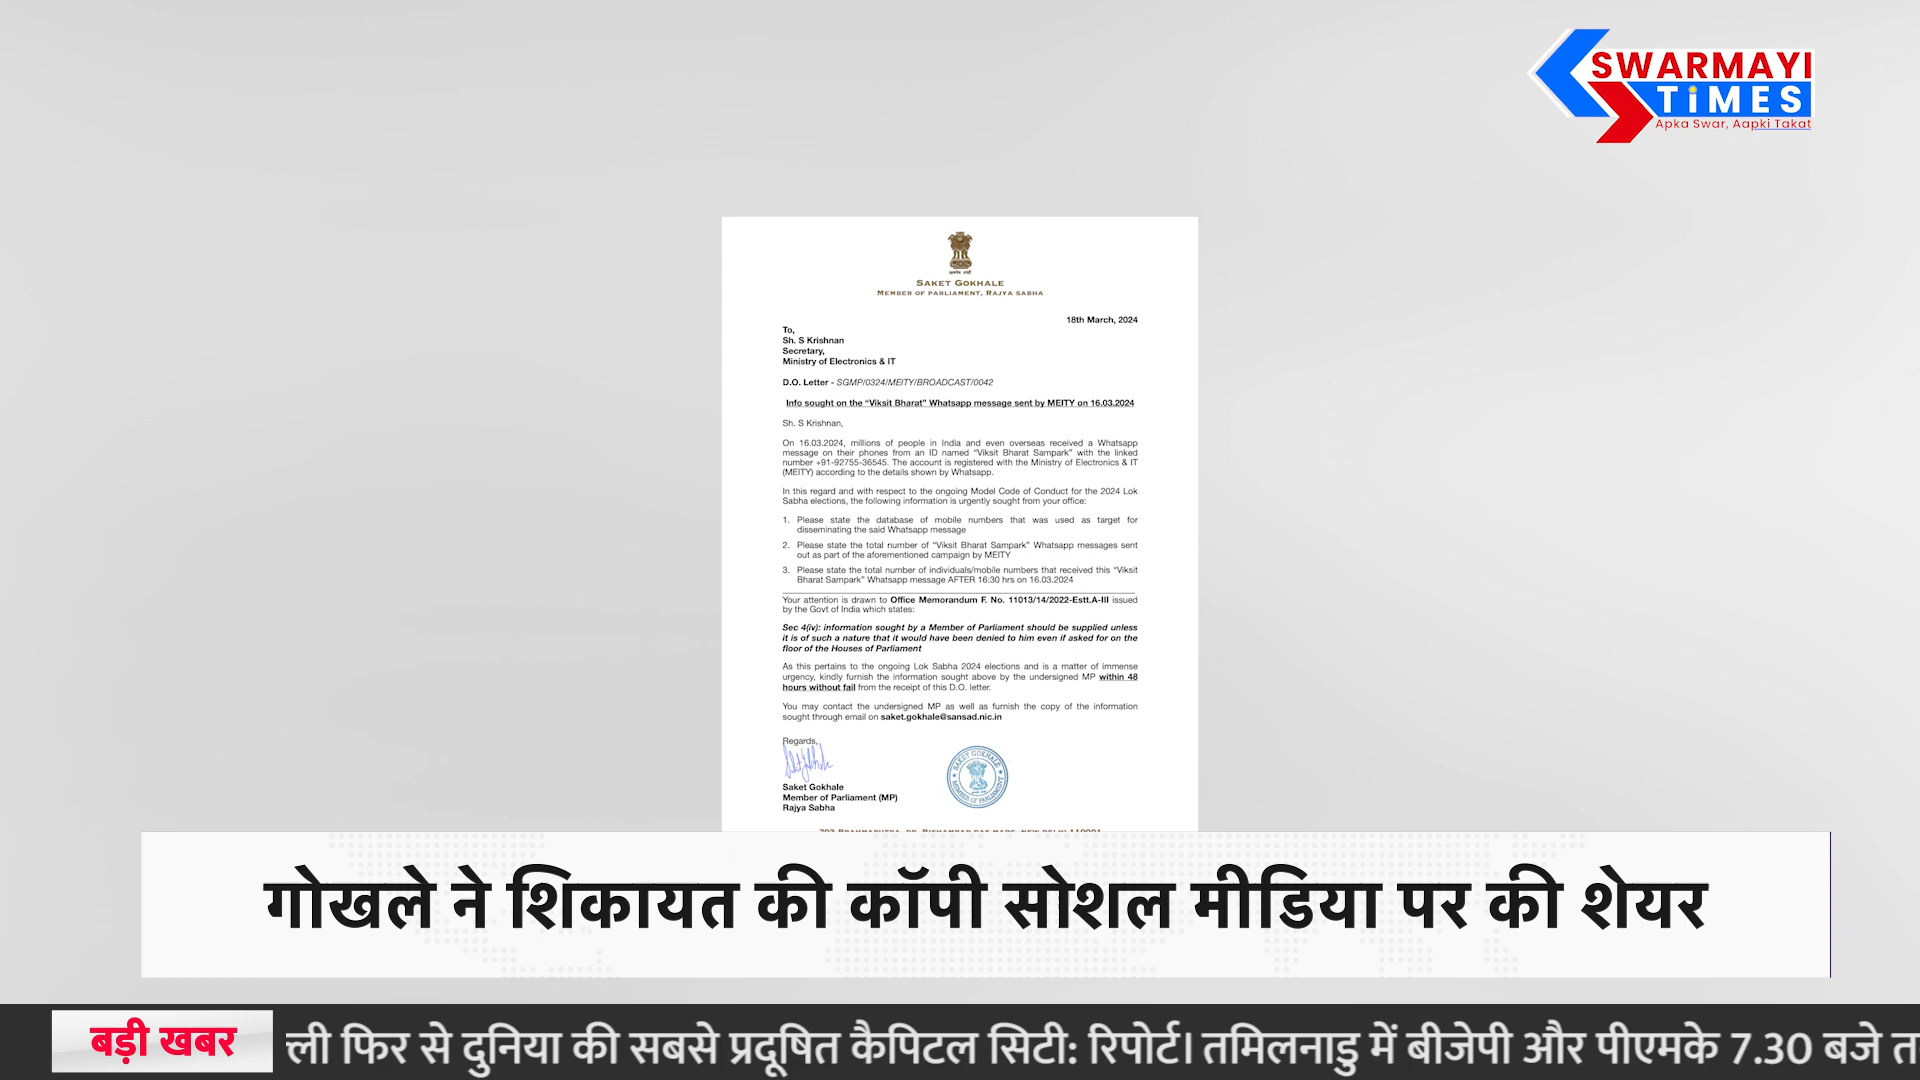 SWARMAYI
TiMES
Apka Swar, Aapki Takat
SAKET GOKHALE
MEMBER OF PARLIAMENT, RAJYA SABHA
18th March, 2024
To,
Sh. S Krishnan
Secretary,
Ministry of Electronics & IT
D.O. Letter - SGMP/0324/MEITY/BROADCAST/0042
Info sought on the “Viksit Bharat” Whatsapp message sent by MEITY on 16.03.2024
Sh. S Krishnan,
On 16.03.2024, millions of people in India and even overseas received a Whatsapp
message on their phones from an ID named “Viksit Bharat Sampark” with the linked
number +91-92755-36545. The account is registered with the Ministry of Electronics & IT
(MEITY) according to the details shown by Whatsapp.
In this regard and with respect to the ongoing Model Code of Conduct for the 2024 Lok
Sabha elections, the following information is urgently sought from your office:
1. Please state the database of mobile numbers that was used as target for
disseminating the said Whatsapp message
2. Please state the total number of “Viksit Bharat Sampark” Whatsapp messages sent
out as part of the aforementioned campaign by MEITY
3. Please state the total number of individuals/mobile numbers that received this “Viksit
Bharat Sampark” Whatsapp message AFTER 16:30 hrs on 16.03.2024
Your attention is drawn to Office Memorandum F. No. 11013/14/2022-Estt.A-III issued
by the Govt of India which states:
Sec 4(iv): information sought by a Member of Parliament should be supplied unless
it is of such a nature that it would have been denied to him even if asked for on the
floor of the Houses of Parliament
As this pertains to the ongoing Lok Sabha 2024 elections and is a matter of immense
urgency, kindly furnish the information sought above by the undersigned MP within 48
hours without fail from the receipt of this D.O. letter.
You may contact the undersigned MP as well as furnish the copy of the information
sought through email on saket.gokhale@sansad.nic.in
Regards,
Saket Gokhale
Member of Parliament (MP)
Rajya Sabha
SAKET GOKHALE
MEMBER OF PARLIAMENT
गोखले ने शिकायत की कॉपी सोशल मीडिया पर की शेयर
बड़ी खबर
ली फिर से दुनिया की सबसे प्रदूषित कैपिटल सिटी: रिपोर्ट। तमिलनाडु में बीजेपी और पीएमके 7.30 बजे त